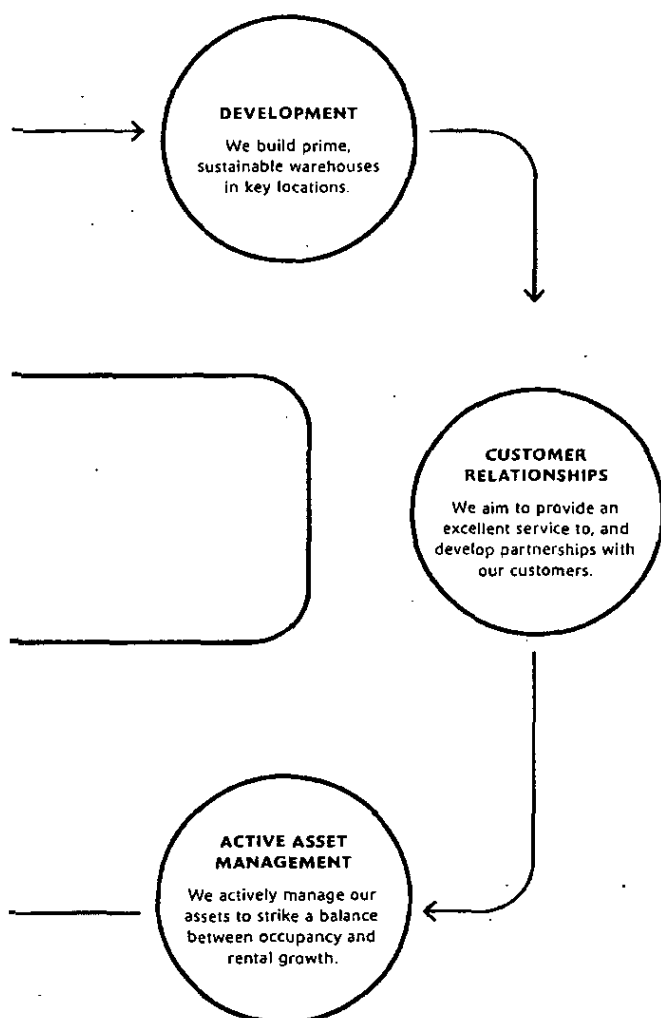 DEVELOPMENT
We build prime,
sustainable warehouses
in key locations.
CUSTOMER
RELATIONSHIPS
We aim to provide an
excellent service to, and
develop partnerships with
our customers.
ACTIVE ASSET
MANAGEMENT
We actively manage our
assets to strike a balance
between occupancy and
rental growth.